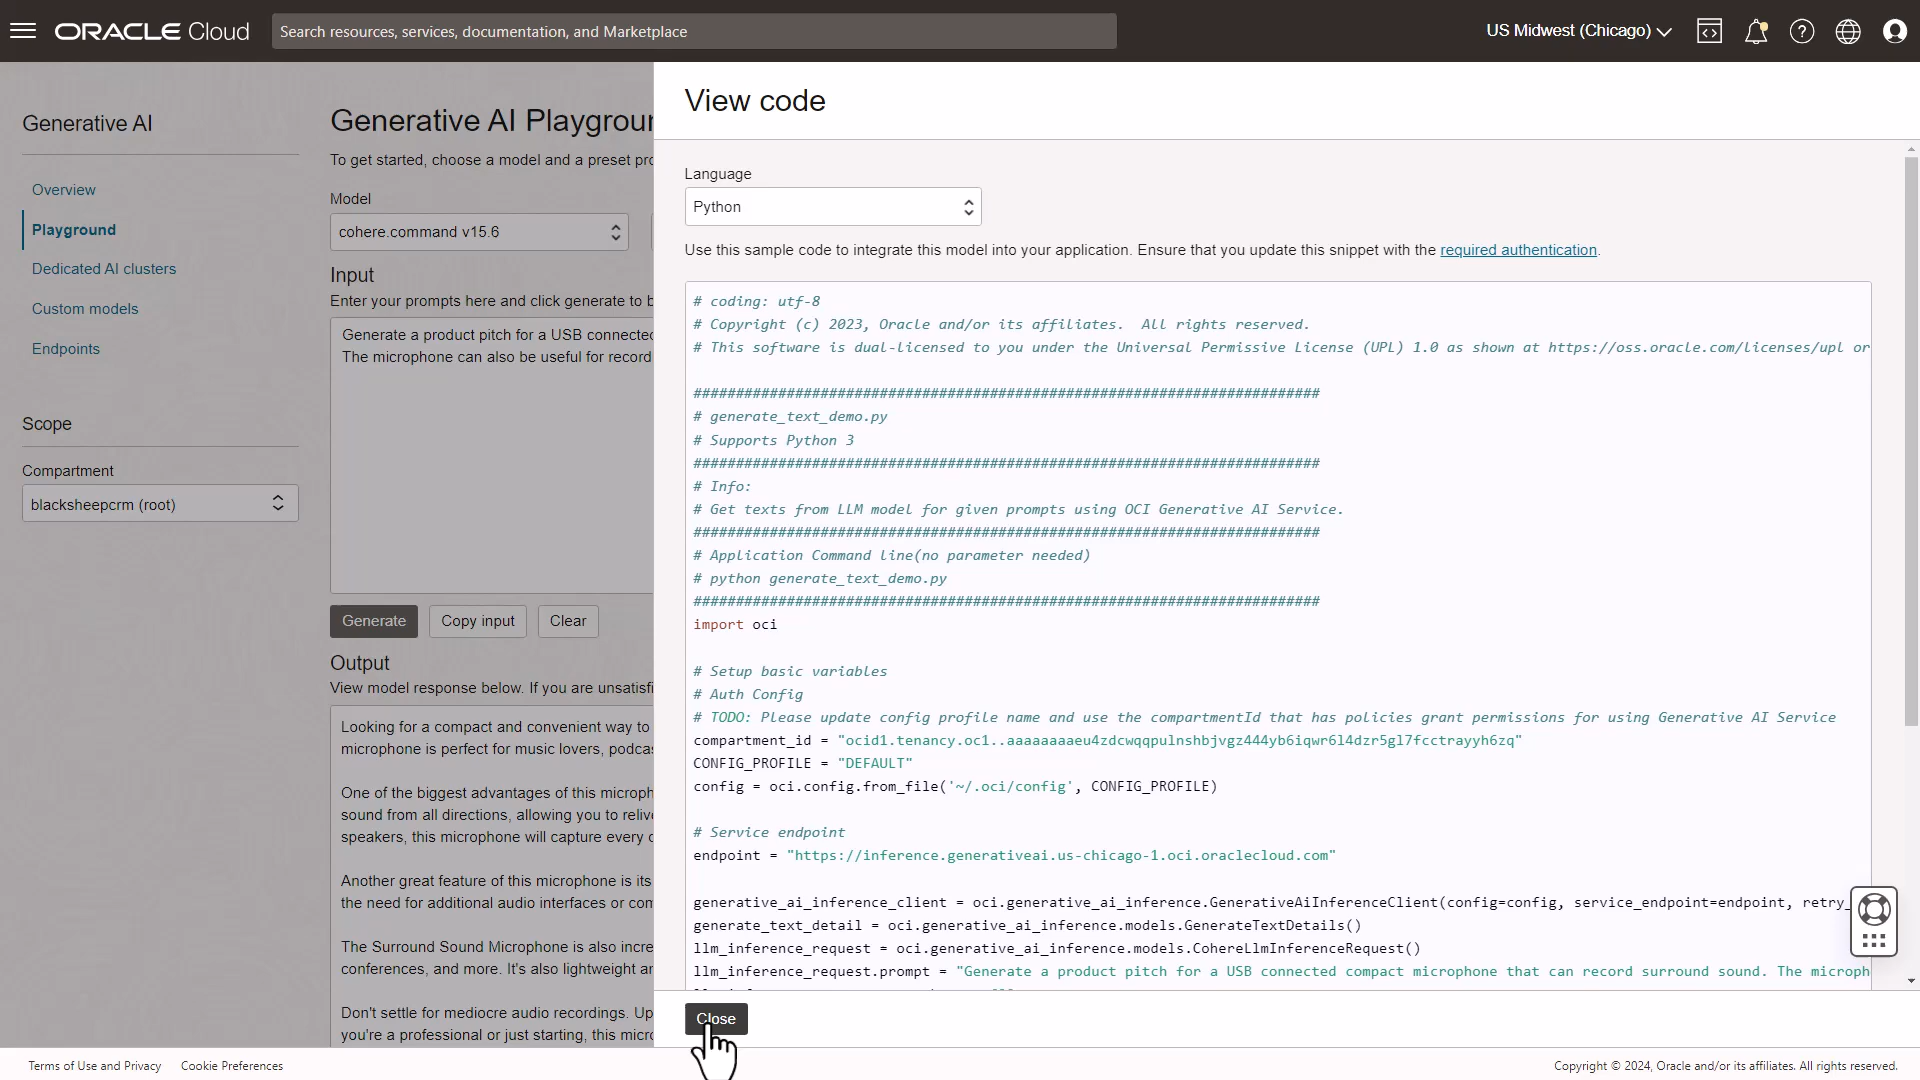 ORACLE Cloud
Search resources, services, documentation, and Marketplace
US Midwest (Chicago)
Generative AI
Overview
Playground
Dedicated AI clusters
Custom models
Endpoints
Scope
Compartment
blacksheepcrm (root)
Generative AI Playgrour
To get started, choose a model and a preset pro
Model
cohere.command v15.6
Input
Enter your prompts here and click generate to b
Generate a product pitch for a USB connected
The microphone can also be useful for record
Generate
Copy input
Clear
Output
View model response below. If you are unsatisfi
Looking for a compact and convenient way to
microphone is perfect for music lovers, podcas
One of the biggest advantages of this microph
sound from all directions, allowing you to relive
speakers, this microphone will capture every
Another great feature of this microphone is its
the need for additional audio interfaces or com
The Surround Sound Microphone is also incre
conferences, and more. It's also lightweight an
Don't settle for mediocre audio recordings. Up
you're a professional or just starting, this micro
View code
Language
Python
Use this sample code to integrate this model into your application. Ensure that you update this snippet with the required authentication.
# coding: utf-8
# Copyright (c) 2023, Oracle and/or its affiliates.  All rights reserved.
# This software is dual-licensed to you under the Universal Permissive License (UPL) 1.0 as shown at https://oss.oracle.com/licenses/upl or
##########################################################################
# generate_text_demo.py
# Supports Python 3
##########################################################################
# Info:
# Get texts from LLM model for given prompts using OCI Generative AI Service.
##########################################################################
# Application Command line(no parameter needed)
# python generate_text_demo.py
##########################################################################
import oci
# Setup basic variables
# Auth Config
# TODO: Please update config profile name and use the compartmentId that has policies grant permissions for using Generative AI Service
compartment_id = "ocid1.tenancy.oc1..aaaaaaaaeu4zdcwqqpulnshbjvgz444yb6iqwr6l4dzr5gl7fcctrayyh6zq"
CONFIG_PROFILE = "DEFAULT"
config = oci.config.from_file('~/.oci/config', CONFIG_PROFILE)
# Service endpoint
endpoint = "https://inference.generativeai.us-chicago-1.oci.oraclecloud.com"
generative_ai_inference_client = oci.generative_ai_inference.GenerativeAiInferenceClient(config=config, service_endpoint=endpoint, retry_
generate_text_detail = oci.generative_ai_inference.models.GenerateTextDetails()
llm_inference_request = oci.generative_ai_inference.models.CohereLlmInferenceRequest()
llm_inference_request.prompt = "Generate a product pitch for a USB connected compact microphone that can record surround sound. The microph
Close
Terms of Use and Privacy
Cookie Preferences
Copyright © 2024, Oracle and/or its affiliates. All rights reserved.